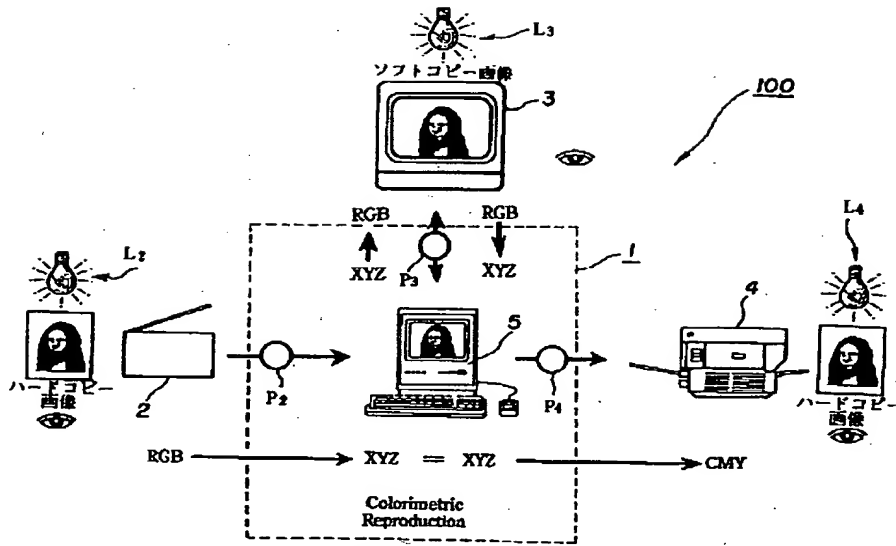 L3
ソフトコピー画像
3
100
RGB
RGB
L4
L2
P3
1
XYZ
XYZ
4
5
2
P2
P4
ハードコピー
画像
ハードコピー
画像
RGB
XYZ = XYZ
CMY
Colorimetric
Reproduction